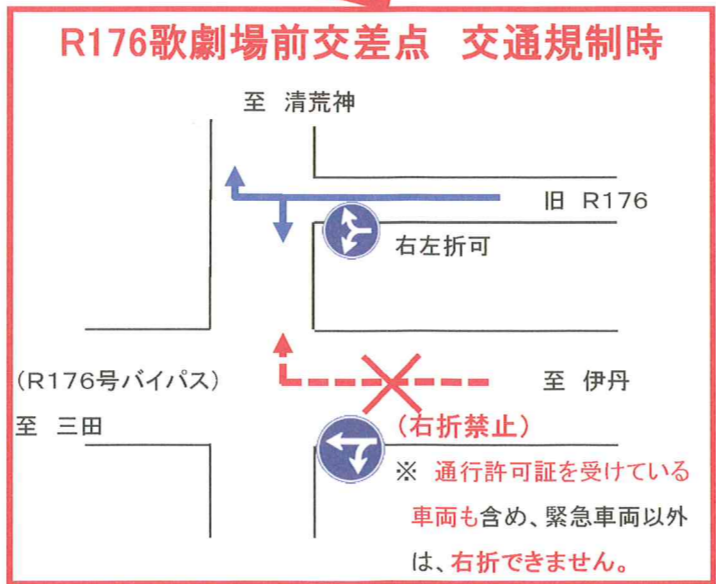 R176歌劇場前交差点 交通規制時
至 清荒神
旧 R176
右左折可
(R176号バイパス)
至 伊丹
至 三田
(右折禁止)
※ 通行許可証を受けている
車両も含め、緊急車両以外
は、右折できません。